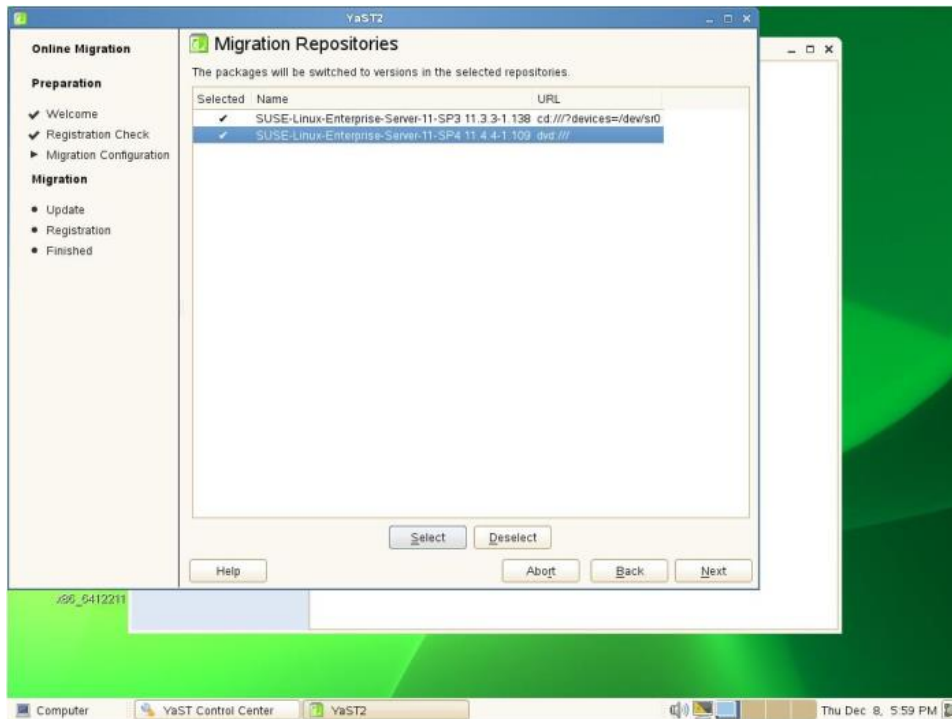 YaST2
Online Migration
Preparation
Welcome
Registration Check
Migration Configuration
Migration
Update
Registration
Finished
Migration Repositories
The packages will be switched to versions in the selected repositories.
Selected Name URL
SUSE-Linux-Enterprise-Server-11-SP3 11.3.3-1.138 cd:///?devices=/dev/sr0
SUSE-Linux-Enterprise-Server-11-SP4 11.4.4-1.109 dvd:///
Select Deselect
Help Abort Back Next
x86_6412211
Computer YaST Control Center YaST2 Thu Dec 8, 5:59 PM